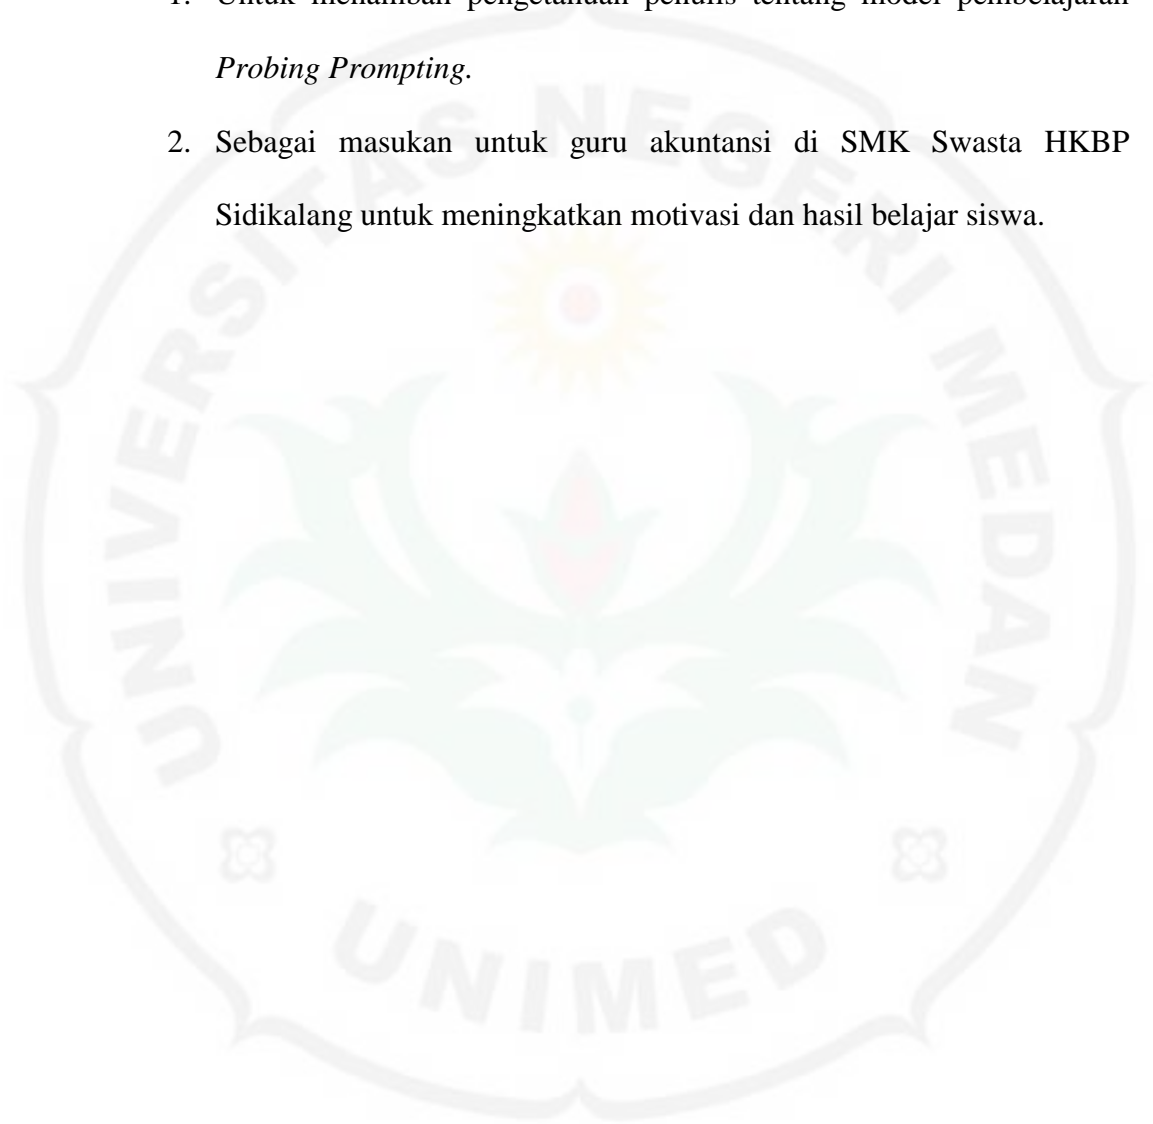 1. Untuk menambah pengetahuan penulis tentang model pembelajaran
Probing Prompting.
2. Sebagai masukan untuk guru akuntansi di SMK Swasta HKBP
Sidikalang untuk meningkatkan motivasi dan hasil belajar siswa.
UNIVERSITAS NEGERI MEDAN
UNIMED